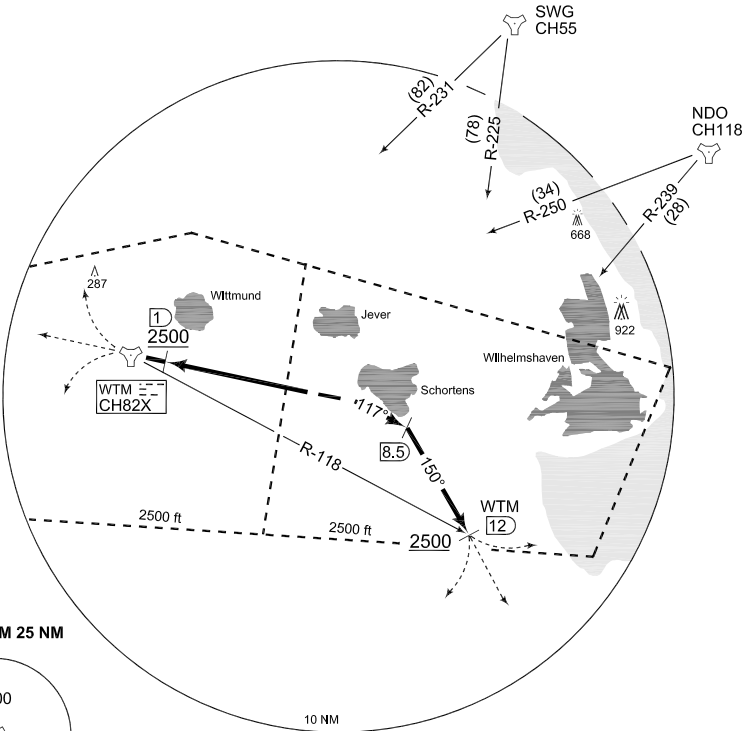 SWG
CH55
(82)
R-231
(78)
R-225
NDO
CH118
(34)
R-250
R-239
(28)
668
287
Wittmund
1
2500
Jever
922
Wilhelmshaven
WTM
CH82X
Schortens
117°
8.5
R-118
150°
WTM
12
2500 ft
2500 ft
2500
M 25 NM
00
10 NM